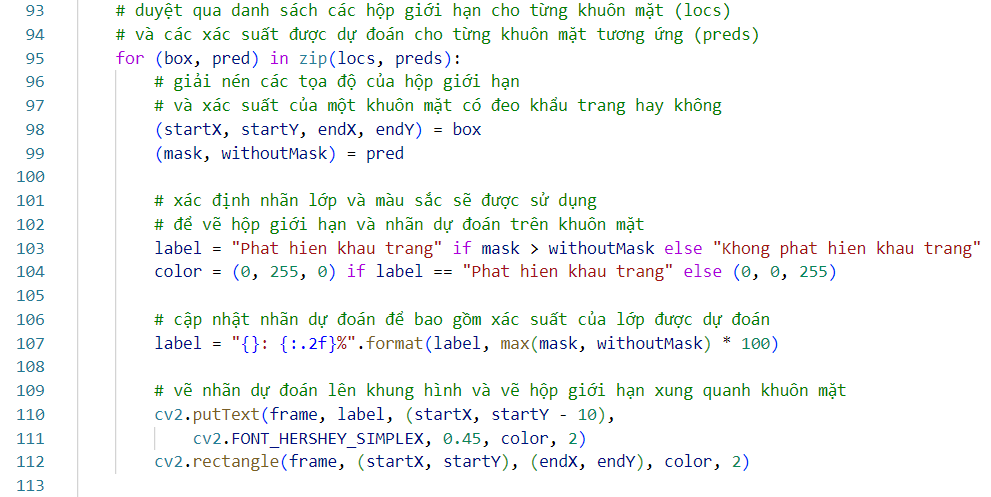 93 # duyệt qua danh sách các hộp giới hạn cho từng khuôn mặt (locs)
94 # và các xác suất được dự đoán cho từng khuôn mặt tương ứng (preds)
95 for (box, pred) in zip(locs, preds):
96 # giải nén các tọa độ của hộp giới hạn
97 # và xác suất của một khuôn mặt có đeo khẩu trang hay không
98 (startX, startY, endX, endY) = box
99 (mask, withoutMask) = pred
100
101 # xác định nhãn lớp và màu sắc sẽ được sử dụng
102 # để vẽ hộp giới hạn và nhãn dự đoán trên khuôn mặt
103 label = "Phat hien khau trang" if mask > withoutMask else "Khong phat hien khau trang"
104 color = (0, 255, 0) if label == "Phat hien khau trang" else (0, 0, 255)
105
106 # cập nhật nhãn dự đoán để bao gồm xác suất của lớp được dự đoán
107 label = "{}: {:.2f}%".format(label, max(mask, withoutMask) * 100)
108
109 # vẽ nhãn dự đoán lên khung hình và vẽ hộp giới hạn xung quanh khuôn mặt
110 cv2.putText(frame, label, (startX, startY - 10),
111 cv2.FONT_HERSHEY_SIMPLEX, 0.45, color, 2)
112 cv2.rectangle(frame, (startX, startY), (endX, endY), color, 2)
113